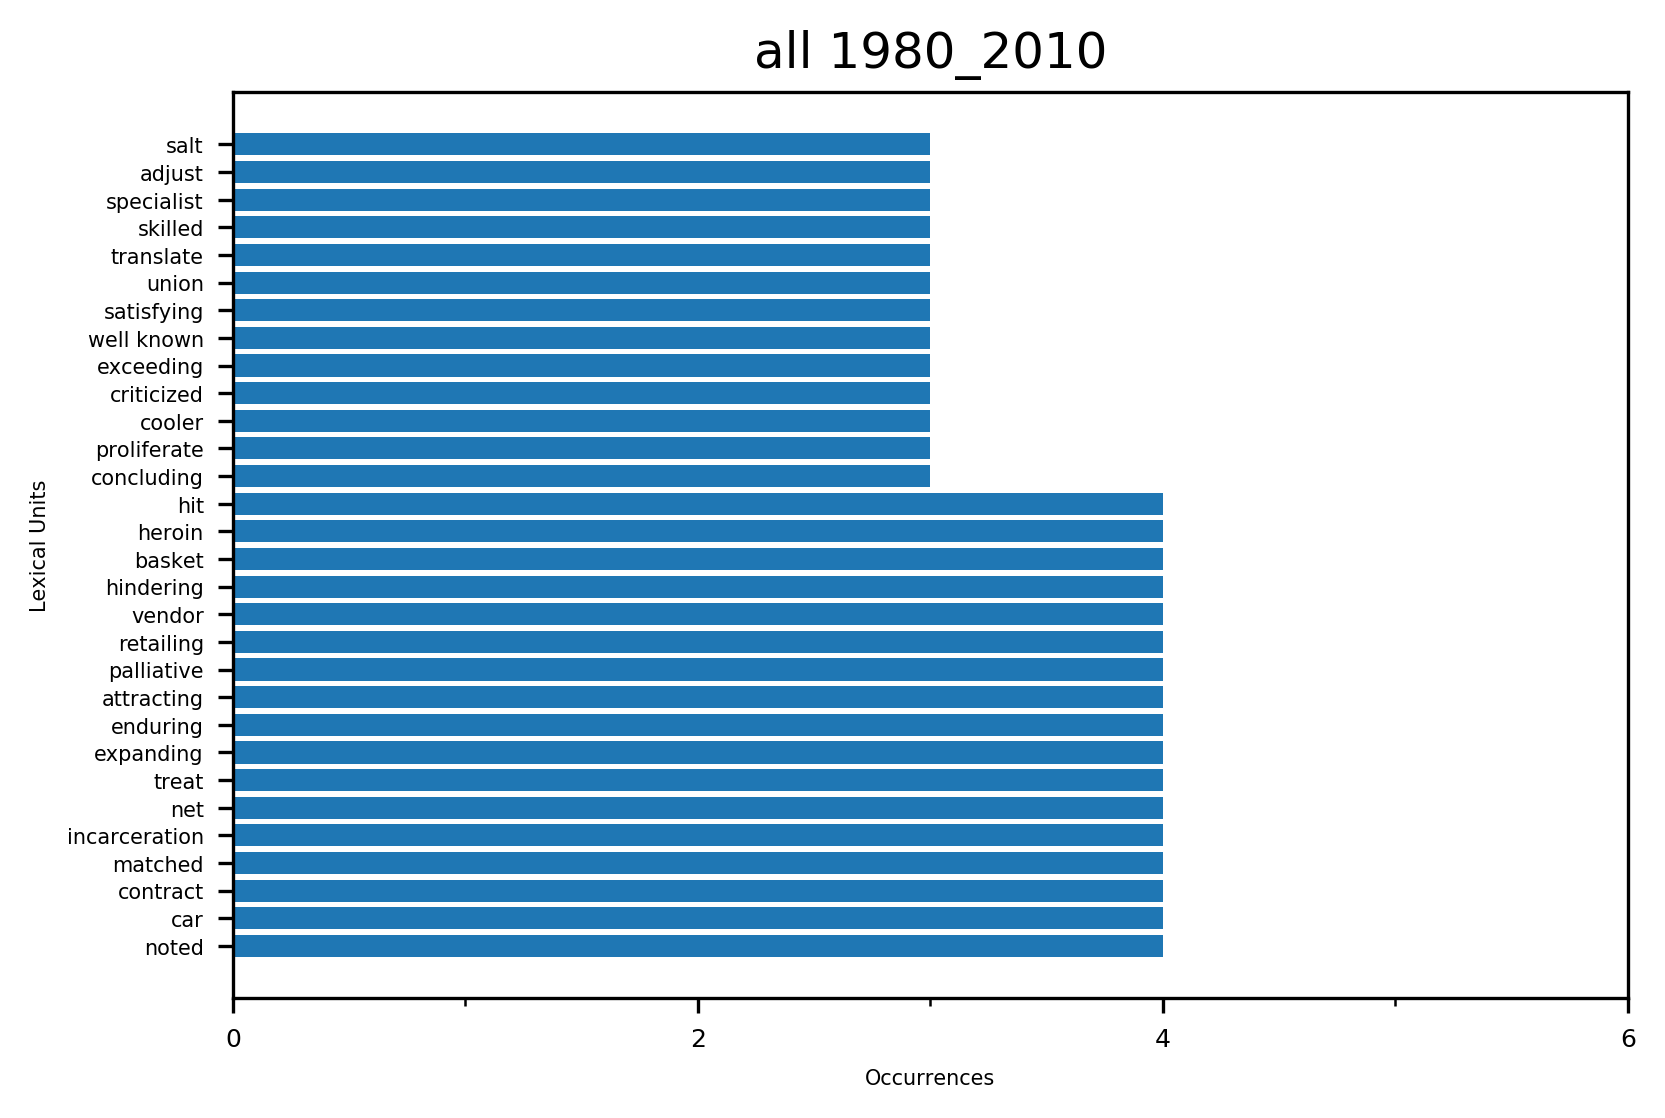 all 1980_2010
salt
adjust
specialist
skilled
translate
union
satisfying
well known
exceeding
criticized
cooler
proliferate
concluding
hit
heroin
basket
hindering
vendor
retailing
palliative
attracting
enduring
expanding
treat
net
incarceration
matched
contract
car
noted
Lexical Units
0 2 4 6
Occurrences